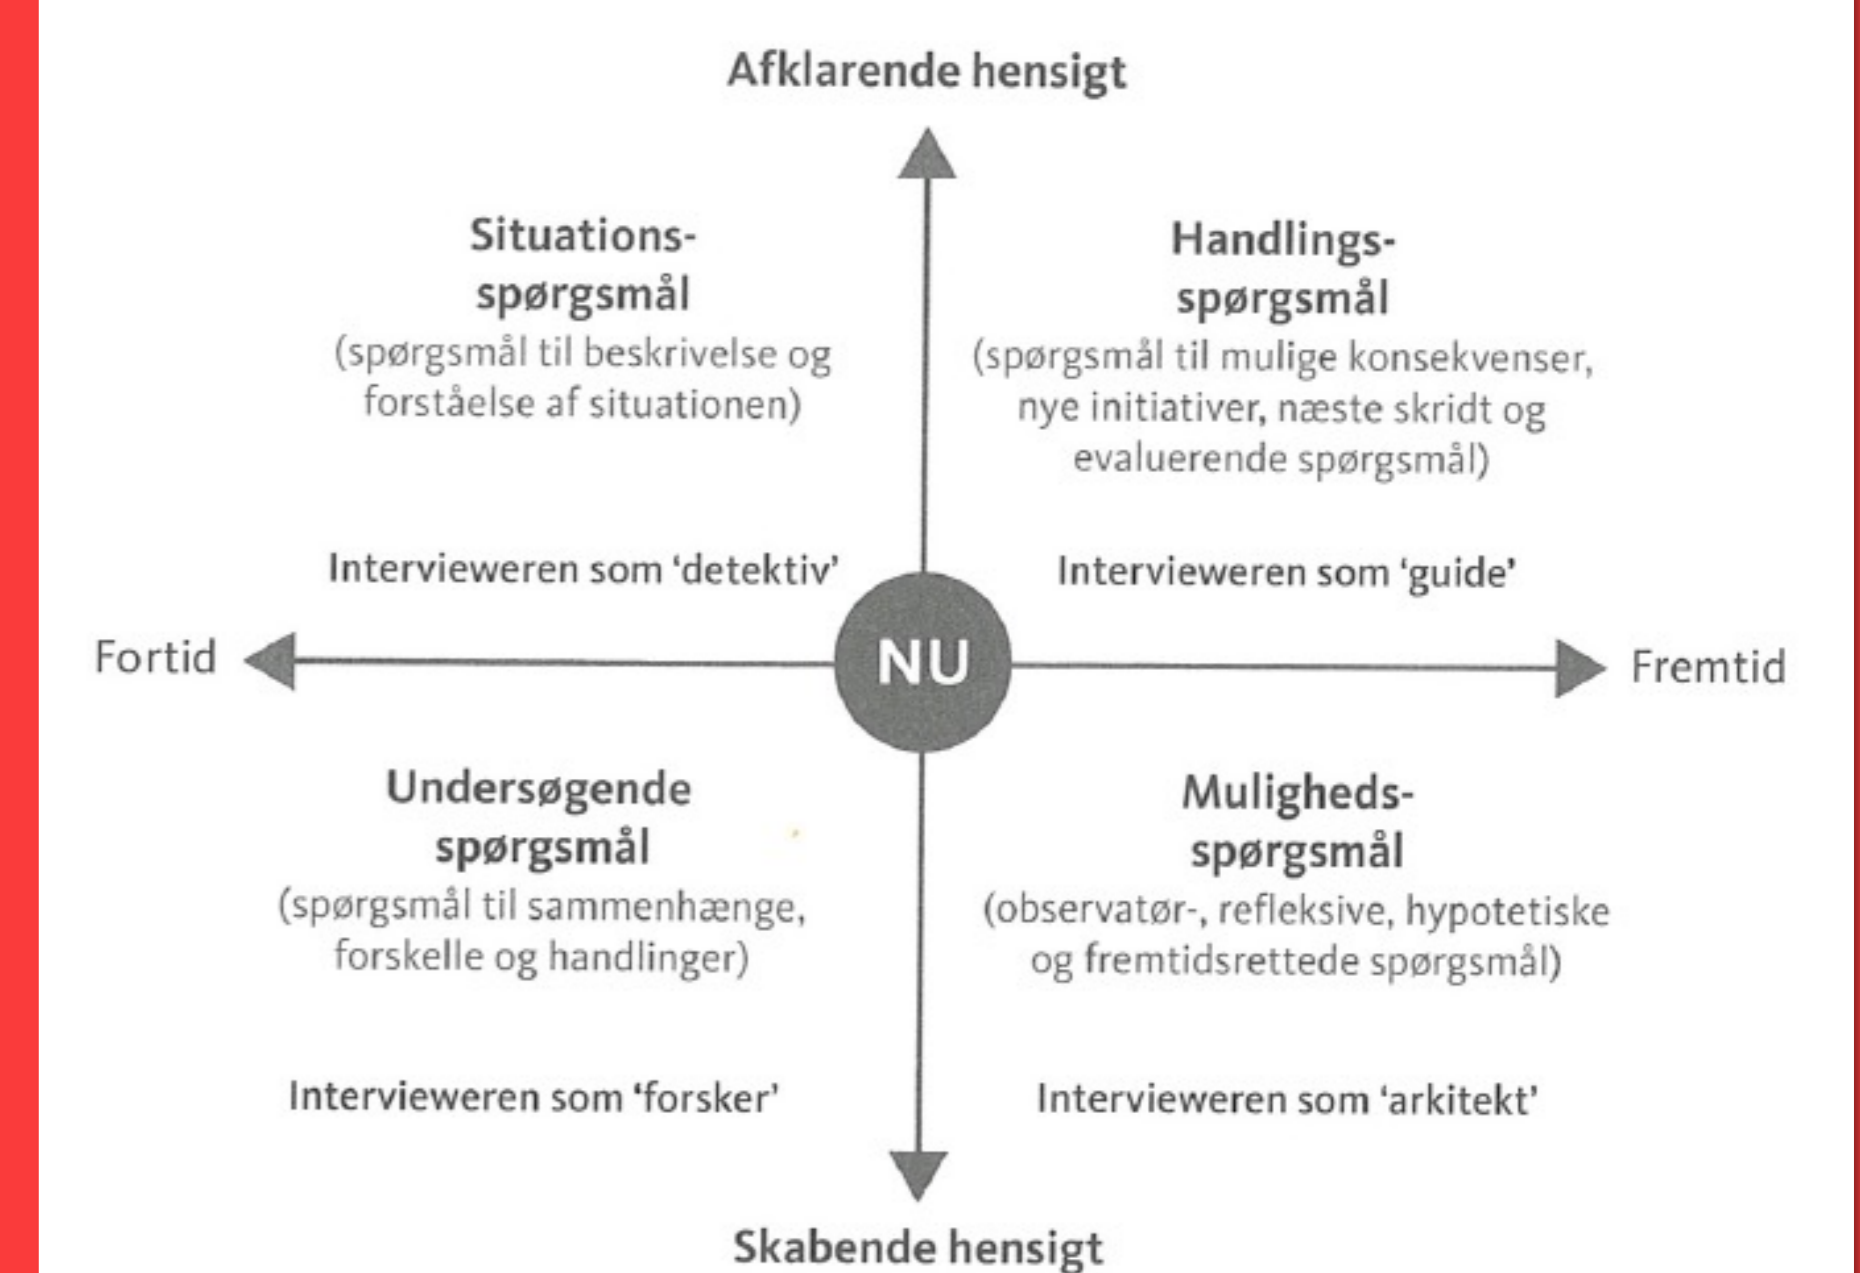 Afklarende hensigt
Situations-
spørgsmål
(spørgsmål til beskrivelse og
forståelse af situationen)
Intervieweren som ‘detektiv’
Handlings-
spørgsmål
(spørgsmål til mulige konsekvenser,
nye initiativer, næste skridt og
evaluerende spørgsmål)
Intervieweren som ‘guide’
Fortid
NU
Fremtid
Undersøgende
spørgsmål
(spørgsmål til sammenhænge,
forskelle og handlinger)
Intervieweren som ‘forsker’
Muligheds-
spørgsmål
(observatør-, refleksive, hypotetiske
og fremtidsrettede spørgsmål)
Intervieweren som ‘arkitekt’
Skabende hensigt